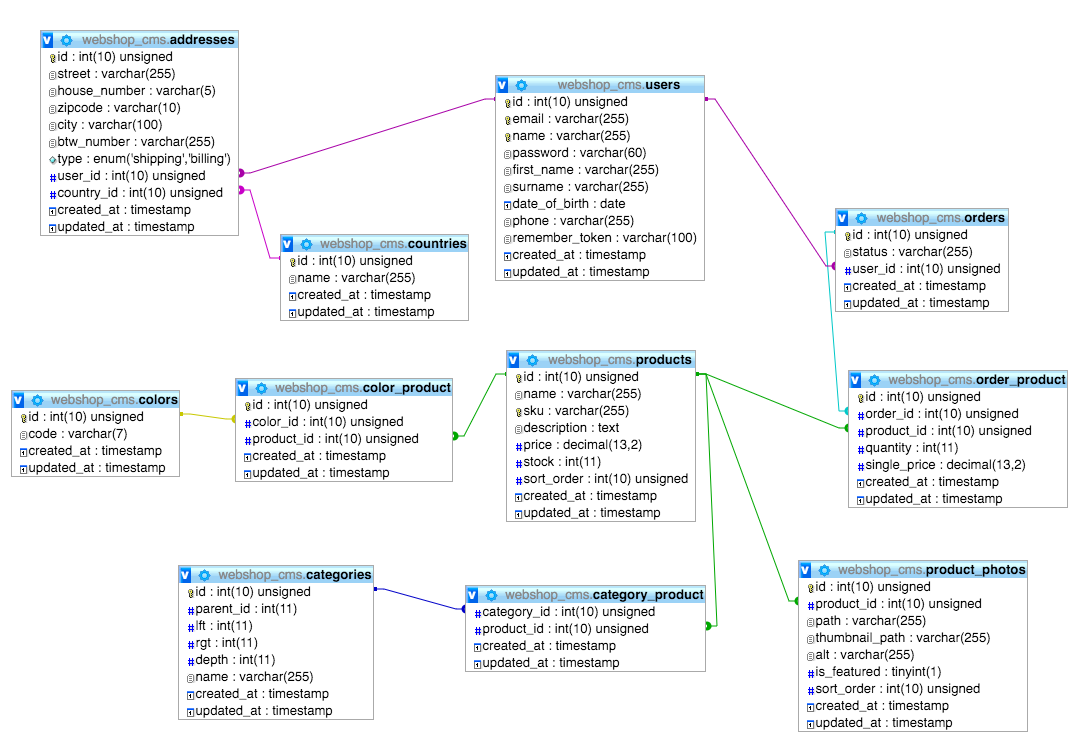 webshop_cms.addresses
id : int(10) unsigned
street : varchar(255)
house_number : varchar(5)
zipcode : varchar(10)
city : varchar(100)
btw_number : varchar(255)
type : enum('shipping','billing')
user_id : int(10) unsigned
country_id : int(10) unsigned
created_at : timestamp
updated_at : timestamp
webshop_cms.users
id : int(10) unsigned
email : varchar(255)
name : varchar(255)
password : varchar(60)
first_name : varchar(255)
surname : varchar(255)
date_of_birth : date
phone : varchar(255)
remember_token : varchar(100)
created_at : timestamp
updated_at : timestamp
webshop_cms.orders
id : int(10) unsigned
status : varchar(255)
user_id : int(10) unsigned
created_at : timestamp
updated_at : timestamp
webshop_cms.countries
id : int(10) unsigned
name : varchar(255)
created_at : timestamp
updated_at : timestamp
webshop_cms.colors
id : int(10) unsigned
code : varchar(7)
created_at : timestamp
updated_at : timestamp
webshop_cms.color_product
id : int(10) unsigned
color_id : int(10) unsigned
product_id : int(10) unsigned
created_at : timestamp
updated_at : timestamp
webshop_cms.products
id : int(10) unsigned
name : varchar(255)
sku : varchar(255)
description : text
price : decimal(13,2)
stock : int(11)
sort_order : int(10) unsigned
created_at : timestamp
updated_at : timestamp
webshop_cms.order_product
id : int(10) unsigned
order_id : int(10) unsigned
product_id : int(10) unsigned
quantity : int(11)
single_price : decimal(13,2)
created_at : timestamp
updated_at : timestamp
webshop_cms.categories
id : int(10) unsigned
parent_id : int(11)
lft : int(11)
rgt : int(11)
depth : int(11)
name : varchar(255)
created_at : timestamp
updated_at : timestamp
webshop_cms.category_product
category_id : int(10) unsigned
product_id : int(10) unsigned
created_at : timestamp
updated_at : timestamp
webshop_cms.product_photos
id : int(10) unsigned
product_id : int(10) unsigned
path : varchar(255)
thumbnail_path : varchar(255)
alt : varchar(255)
is_featured : tinyint(1)
sort_order : int(10) unsigned
created_at : timestamp
updated_at : timestamp